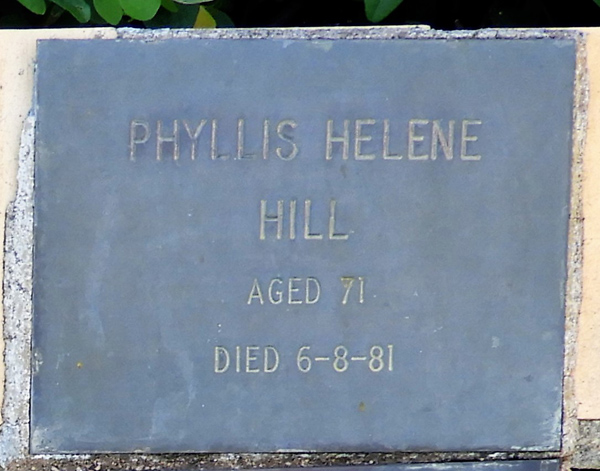 PHYLLIS HELENE
HILL
AGED 71
DIED 6-8-81